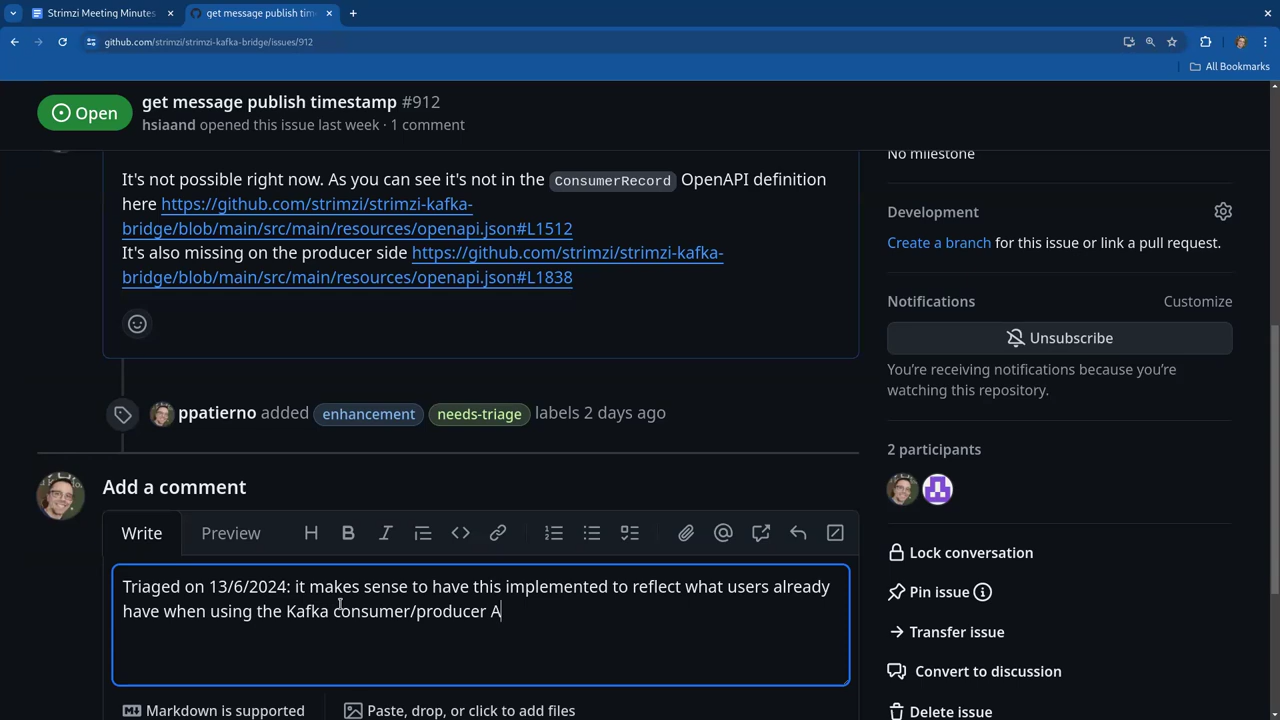 Strimzi Meeting Minutes
get message publish tim
github.com/strimzi/strimzi-kafka-bridge/issues/912
All Bookmarks
Open
get message publish timestamp #912
hsiaand opened this issue last week · 1 comment
It's not possible right now. As you can see it's not in the ConsumerRecord OpenAPI definition
here https://github.com/strimzi/strimzi-kafka-
bridge/blob/main/src/main/resources/openapi.json#L1512
It's also missing on the producer side https://github.com/strimzi/strimzi-kafka-
bridge/blob/main/src/main/resources/openapi.json#L1838
ppatierno added enhancement needs-triage labels 2 days ago
Add a comment
Write Preview
Triaged on 13/6/2024: it makes sense to have this implemented to reflect what users already
have when using the Kafka consumer/producer A
Markdown is supported
Paste, drop, or click to add files
No milestone
Development
Create a branch for this issue or link a pull request.
Notifications Customize
Unsubscribe
You're receiving notifications because you're
watching this repository.
2 participants
Lock conversation
Pin issue
Transfer issue
Convert to discussion
Delete issue